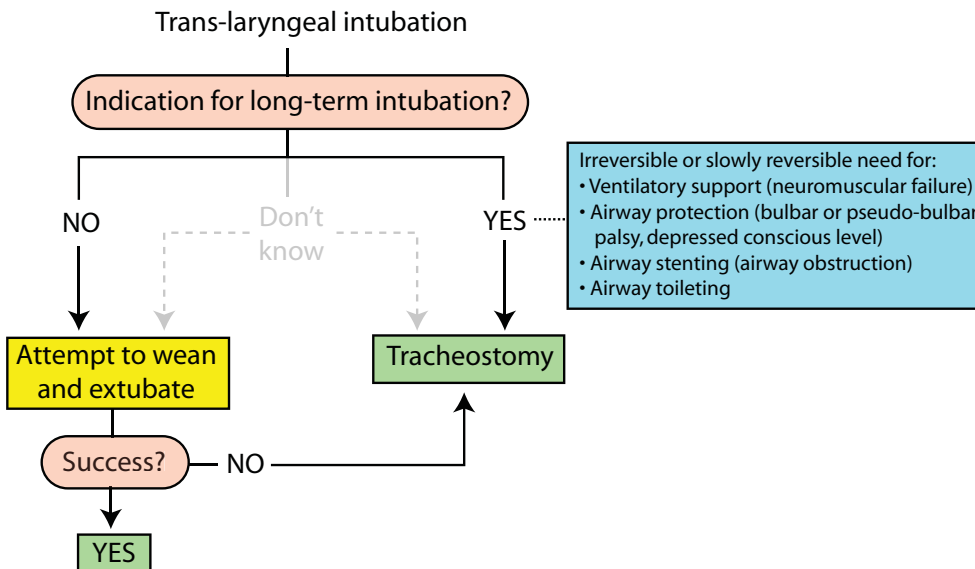 Trans-laryngeal intubation
Indication for long-term intubation?
NO
Don't
know
YES
Irreversible or slowly reversible need for:
• Ventilatory support (neuromuscular failure)
• Airway protection (bulbar or pseudo-bulbar
palsy, depressed conscious level)
• Airway stenting (airway obstruction)
• Airway toileting
Attempt to wean
and extubate
Tracheostomy
Success?
NO
YES